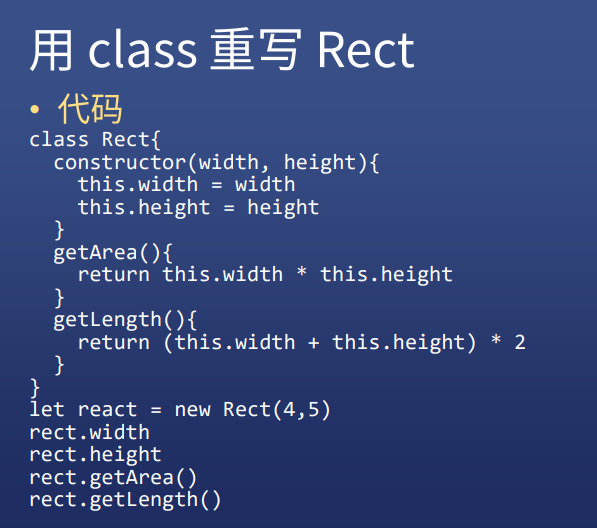 用 class 重写 Rect
• 代码
class Rect{
  constructor(width, height){
    this.width = width
    this.height = height
  }
  getArea(){
    return this.width * this.height
  }
  getLength(){
    return (this.width + this.height) * 2
  }
}
let react = new Rect(4,5)
rect.width
rect.height
rect.getArea()
rect.getLength()